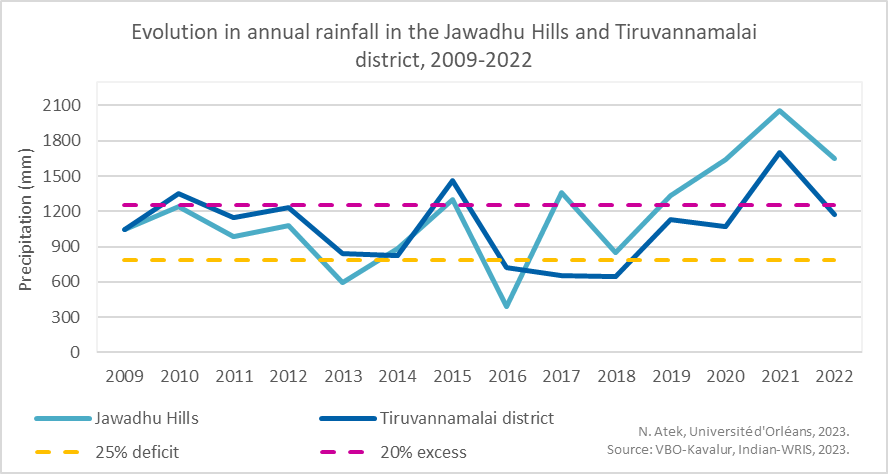 Evolution in annual rainfall in the Jawadhu Hills and Tiruvannamalai
district, 2009-2022
Precipitation (mm)
2100
1800
1500
1200
900
600
300
0
2009 2010 2011 2012 2013 2014 2015 2016 2017 2018 2019 2020 2021 2022
Jawadhu Hills Tiruvannamalai district
25% deficit 20% excess
N. Atek, Universitéd'Orléans, 2023.
Source: VBO-Kavalur, Indian-WRIS, 2023.